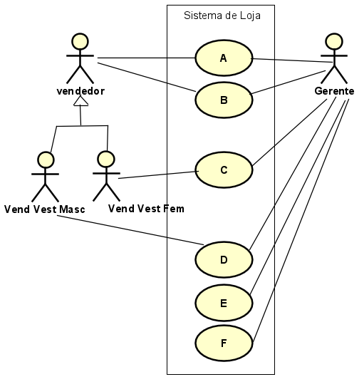 Sistema de Loja
A
vendedor
B
Gerente
C
Vend Vest Masc
Vend Vest Fem
D
E
F